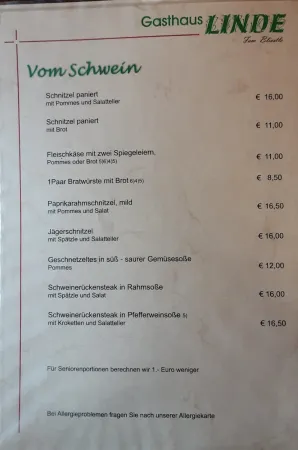 Gasthaus LINDE
Vom Schwein
Schnitzel paniert € 16,00
mit Pommes und Salatteller
Schnitzel paniert € 11,00
mit Brot
Fleischkäse mit zwei Spiegeleiern, € 11,00
Pommes oder Brot
1Paar Bratwürste mit Brot € 8,50
Paprikarahmschnitzel, mild € 16,50
mit Pommes und Salat
Jägerschnitzel € 16,00
mit Spätzle und Salatteller
Geschnetzeltes in süß - saurer Gemüsesoße € 12,00
Pommes
Schweinerückensteak in Rahmsoße € 16,00
mit Spätzle und Salat
Schweinerückensteak in Pfefferweinsoße € 16,50
mit Kroketten und Salatteller
Für Seniorenportionen berechnen wir 1.- Euro weniger
Bei Allergieproblemen fragen Sie nach unserer Allergiekarte